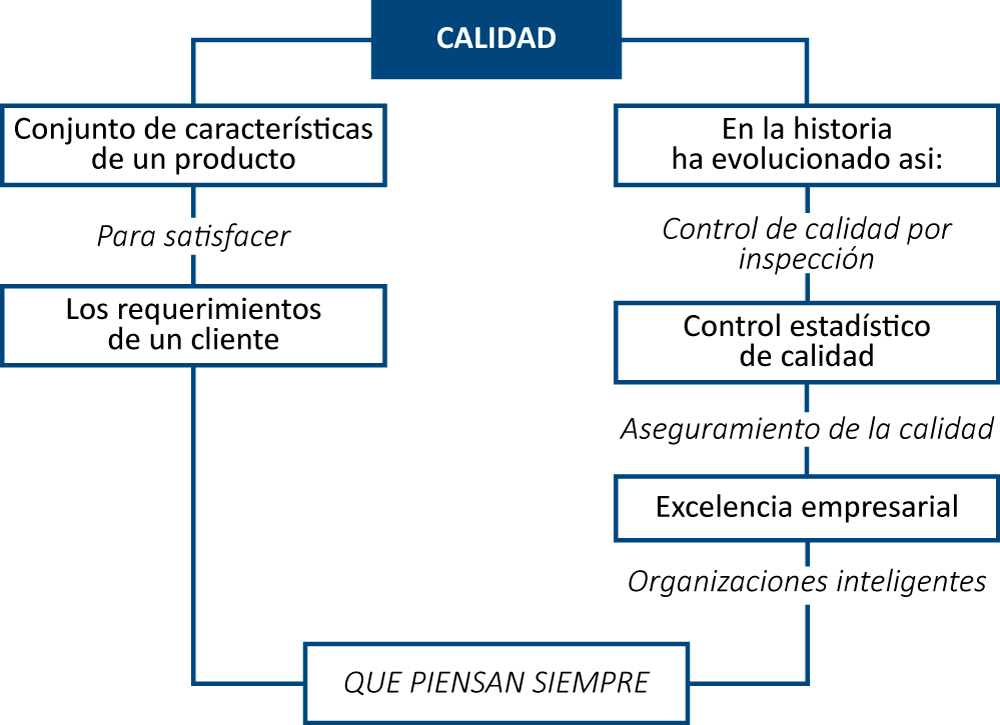 CALIDAD
Conjunto de características
de un producto
Para satisfacer
Los requerimientos
de un cliente
En la historia
ha evolucionado asi:
Control de calidad por
inspección
Control estadístico
de calidad
Aseguramiento de la calidad
Excelencia empresarial
Organizaciones inteligentes
QUE PIENSAN SIEMPRE